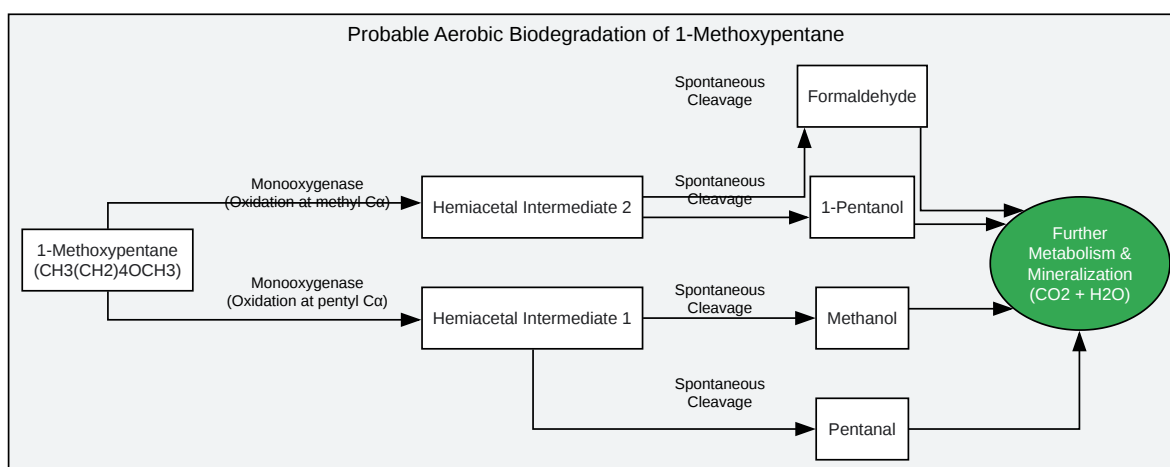 Probable Aerobic Biodegradation of 1-Methoxypentane
Spontaneous
Cleavage
Formaldehyde
Monooxygenase
(Oxidation at methyl Cα)
Hemiacetal Intermediate 2
Spontaneous
Cleavage
1-Pentanol
1-Methoxypentane
(CH3(CH2)4OCH3)
Further
Metabolism &
Mineralization
(CO2 + H2O)
Monooxygenase
(Oxidation at pentyl Cα)
Hemiacetal Intermediate 1
Spontaneous
Cleavage
Methanol
Spontaneous
Cleavage
Pentanal